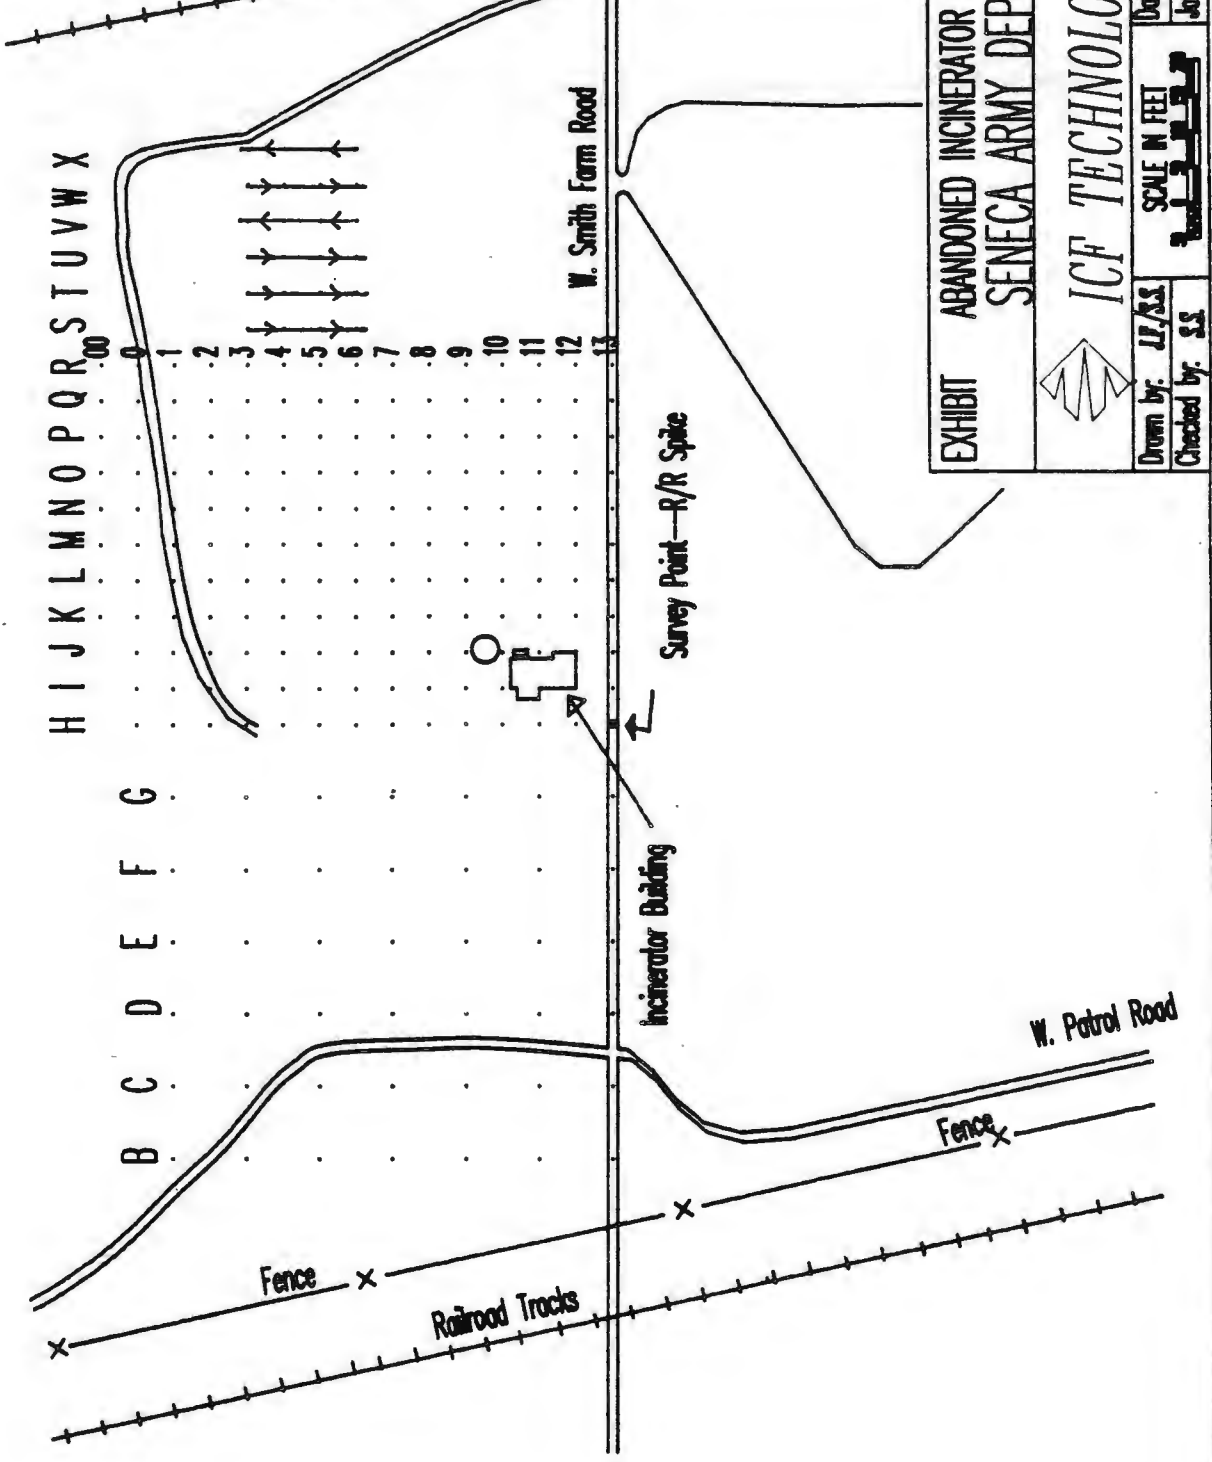 B C D E F G H I J K L M N O P Q R S T U V W X
00
0
1
2
3
4
5
6
7
8
9
10
11
12
13
W. Smith Farm Road
Survey Point—R/R Spike
Incinerator Building
W. Patrol Road
Fence
Fence
Railroad Tracks
EXHIBIT ABANDONED INCINERATOR
SENECA ARMY DEP
ICF TECHNOLO
Drawn by: J.F./S.S.
Checked by: S.S.
SCALE IN FEET